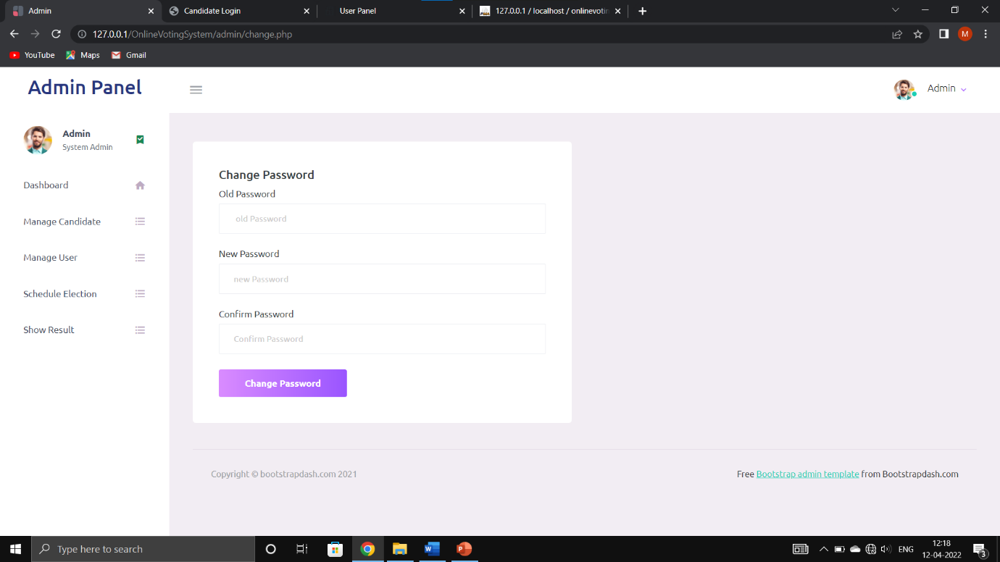 Admin
Candidate Login
User Panel
127.0.0.1 / localhost / onlinevotin
127.0.0.1/OnlineVotingSystem/admin/change.php
M
YouTube
Maps
Gmail
Admin Panel
Admin
Admin
System Admin
Dashboard
Manage Candidate
Manage User
Schedule Election
Show Result
Change Password
Old Password
old Password
New Password
new Password
Confirm Password
Confirm Password
Change Password
Copyright © bootstrapdash.com 2021
Free Bootstrap admin template from Bootstrapdash.com
Type here to search
W
P
ENG
12:18
12-04-2022
3